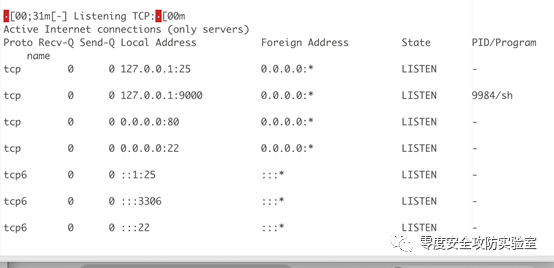 [00;31m[-] Listening TCP:[00m
Active Internet connections (only servers)
Proto Recv-Q Send-Q Local Address Foreign Address State PID/Program
name
tcp 0 0 127.0.0.1:25 0.0.0.0:* LISTEN -
tcp 0 0 127.0.0.1:9000 0.0.0.0:* LISTEN 9984/sh
tcp 0 0 0.0.0.0:80 0.0.0.0:* LISTEN -
tcp 0 0 0.0.0.0:22 0.0.0.0:* LISTEN -
tcp6 0 0 ::1:25 :::* LISTEN -
tcp6 0 0 :::3306 :::* LISTEN -
tcp6 0 0 :::22 :::* LISTEN -
零度安全攻防实验室